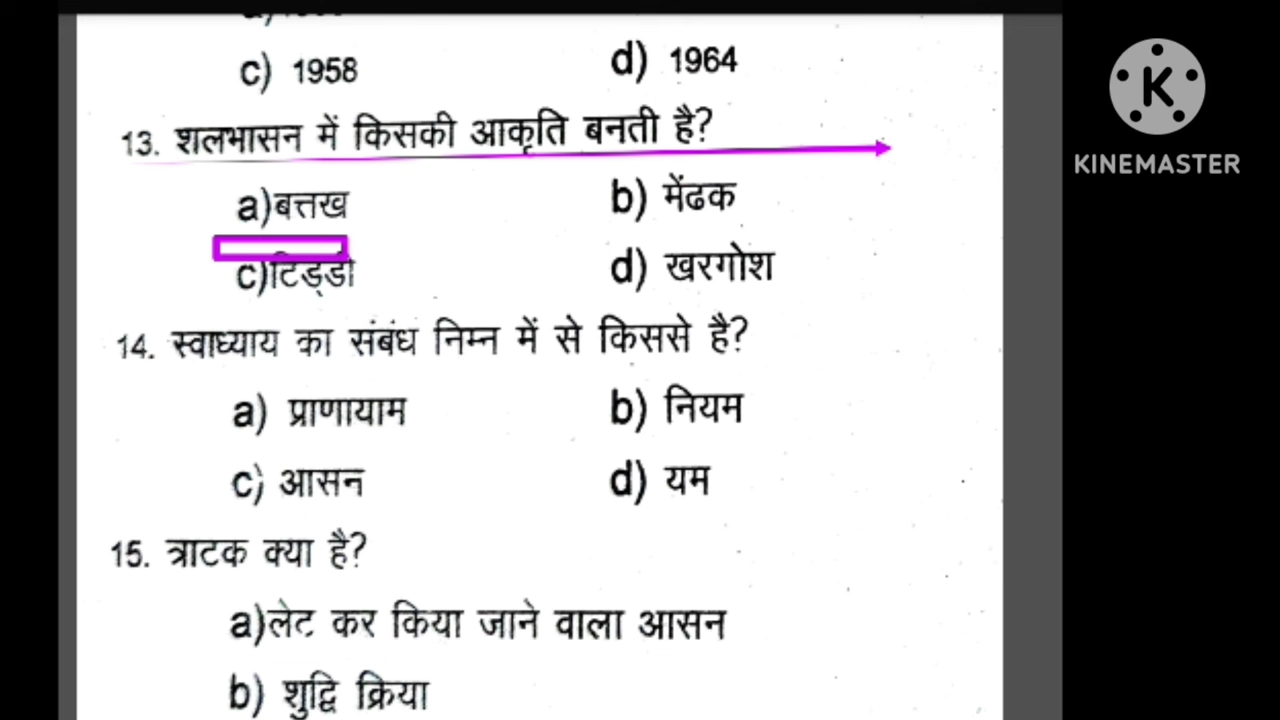 c) 1958 d) 1964
13. शलभासन में किसकी आकृति बनती है?
a)बत्तख b) मेंढक
c)टिड्डी d) खरगोश
14. स्वाध्याय का संबंध निम्न में से किससे है?
a) प्राणायाम b) नियम
c) आसन d) यम
15. त्राटक क्या है?
a)लेट कर किया जाने वाला आसन
b) शुद्वि क्रिया
K
KINEMASTER